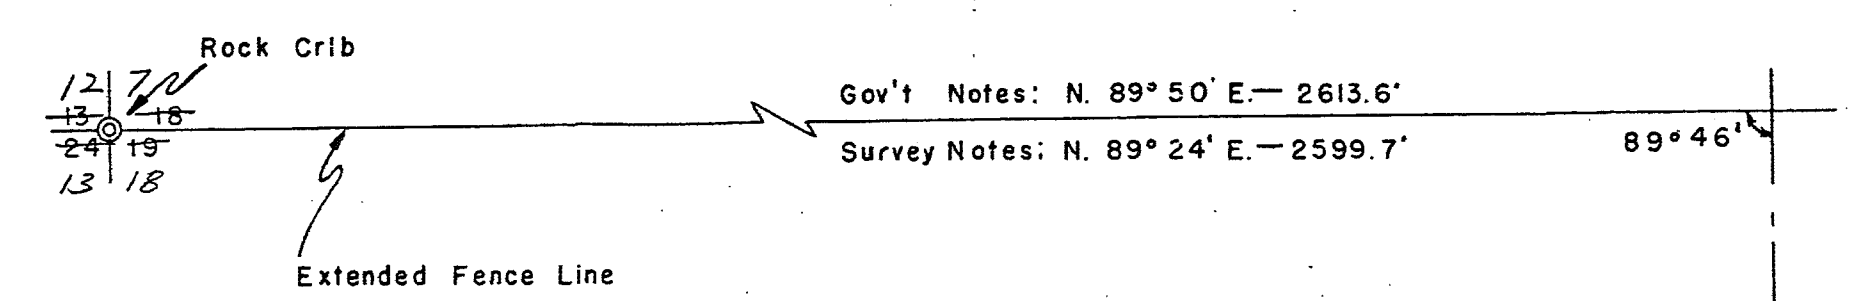 Rock Crib
12 7
13 18
24 19
13 18
Gov't Notes: N. 89° 50' E.— 2613.6'
Survey Notes: N. 89° 24' E.— 2599.7'
89° 46'
Extended Fence Line